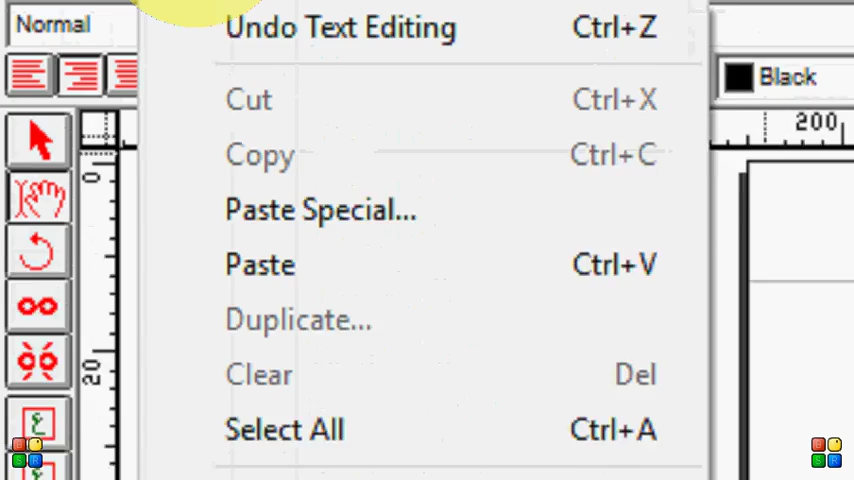 Normal
Undo Text Editing Ctrl+Z
Black
Cut Ctrl+X
200
Copy Ctrl+C
0
Paste Special...
Paste Ctrl+V
Duplicate...
20
Clear Del
Select All Ctrl+A
ع
ع
B
S R
B
S R